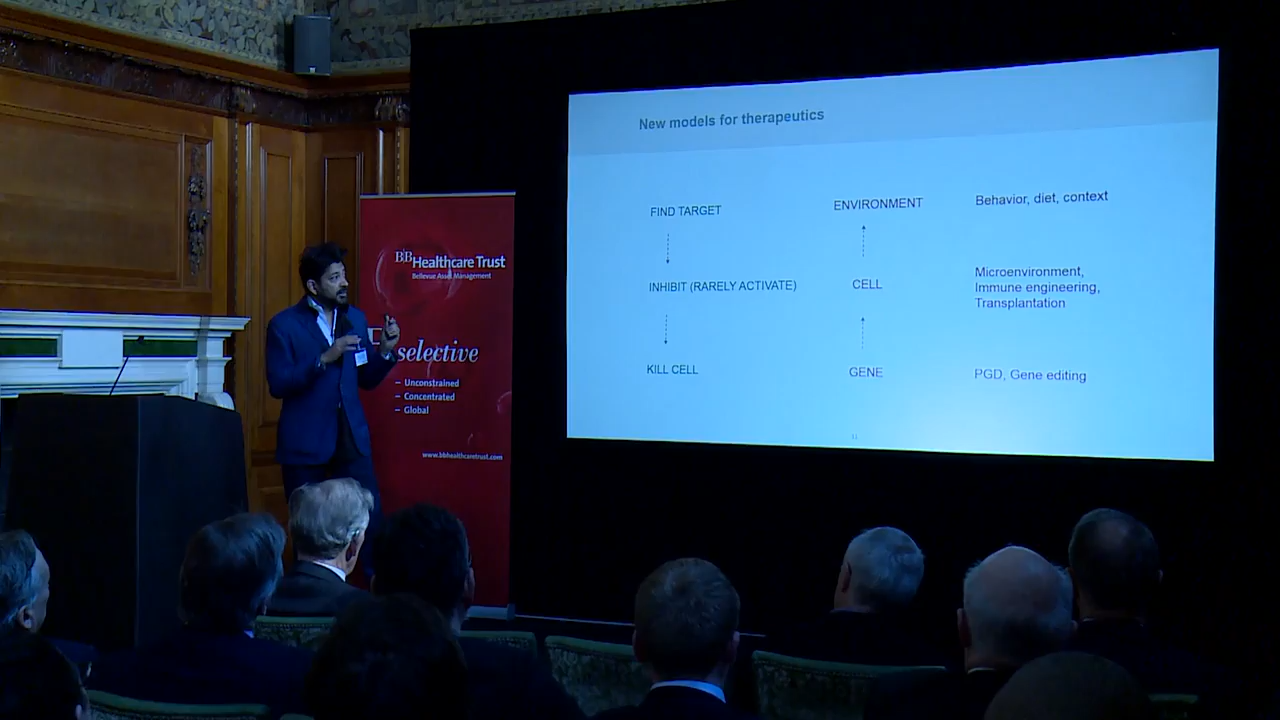 New models for therapeutics
FIND TARGET
INHIBIT (RARELY ACTIVATE)
KILL CELL
ENVIRONMENT
CELL
GENE
Behavior, diet, context
Microenvironment,
Immune engineering,
Transplantation
PGD, Gene editing
11
BB Healthcare Trust
Bellevue Asset Management
selective
– Unconstrained
– Concentrated
– Global
www.bbhealthcaretrust.com